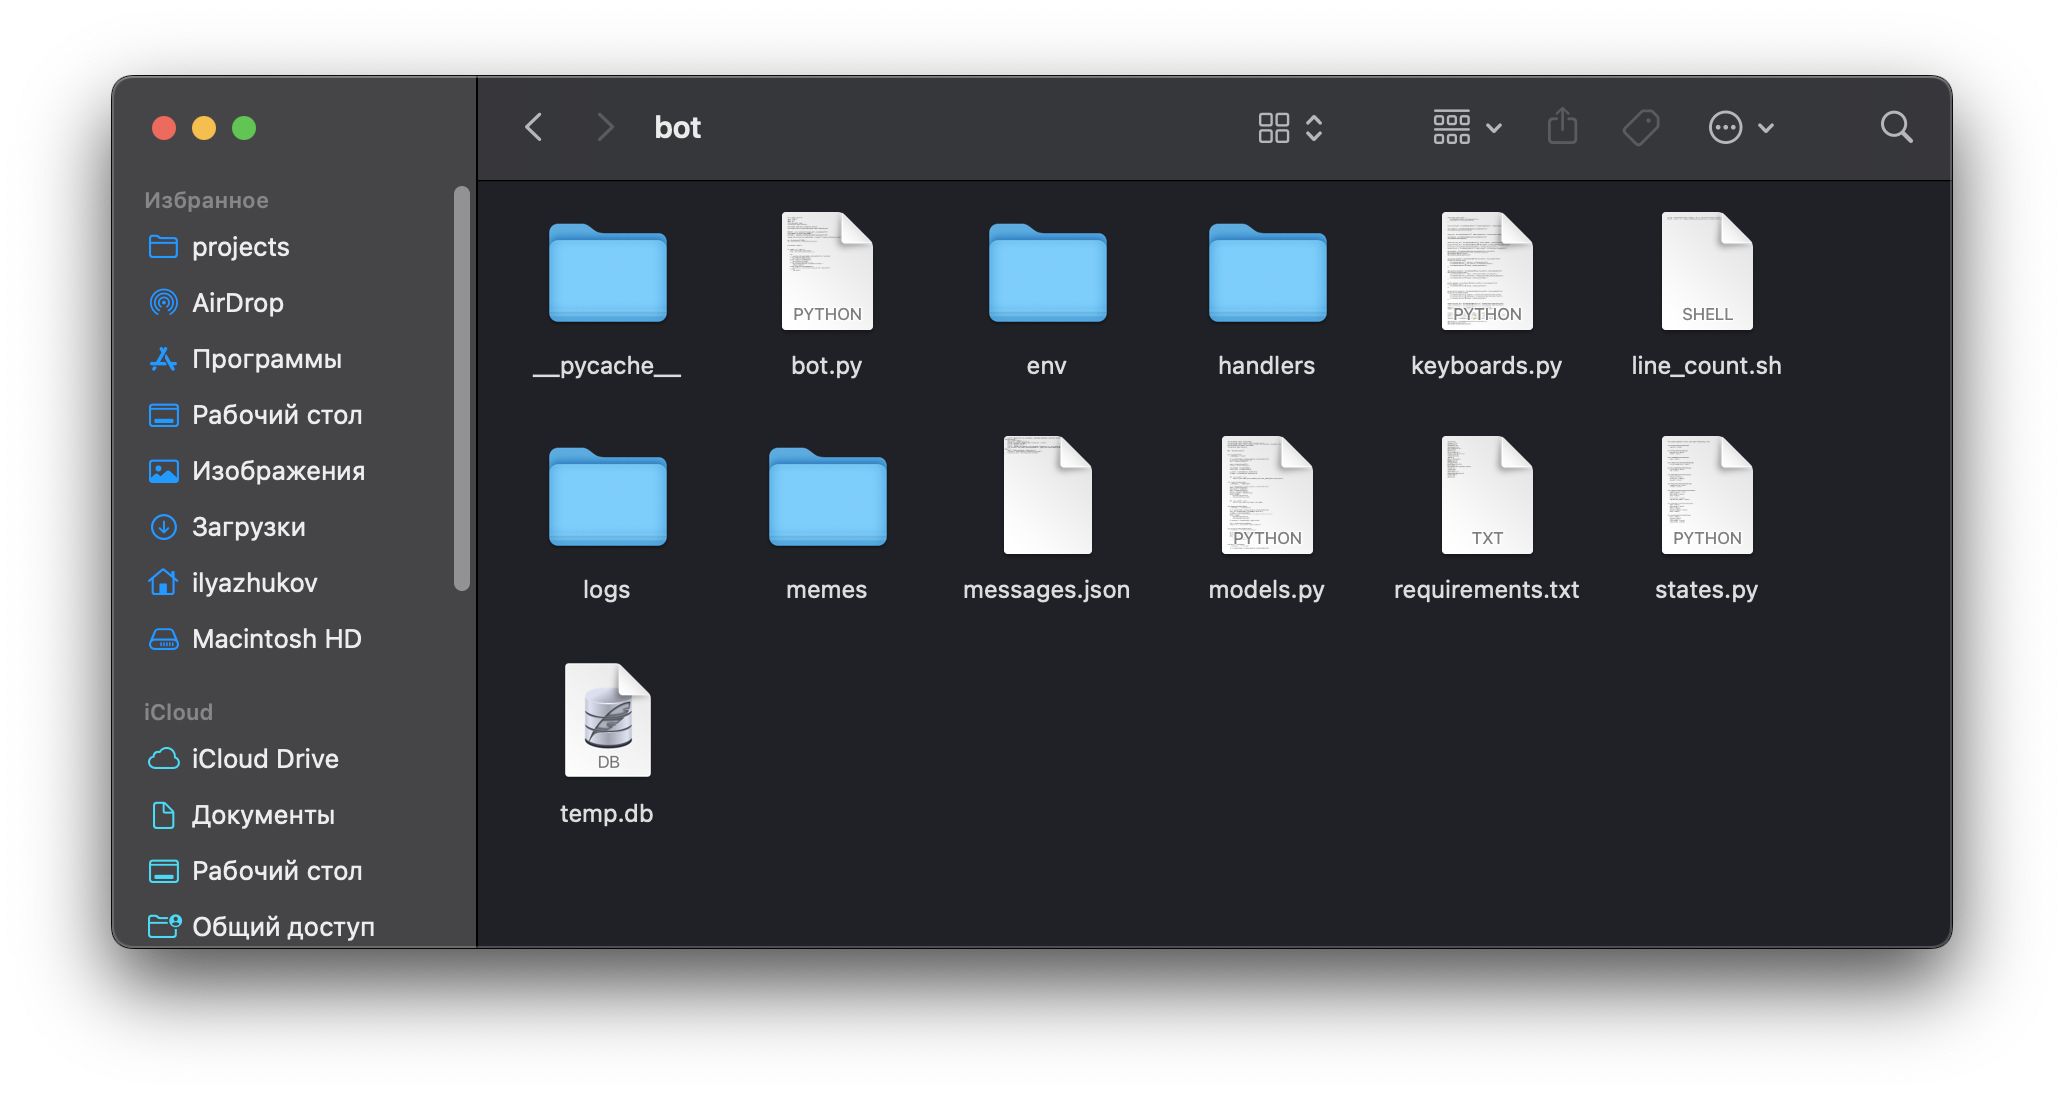 bot
Избранное
projects
AirDrop
Программы
Рабочий стол
Изображения
Загрузки
ilyazhukov
Macintosh HD
iCloud
iCloud Drive
Документы
Рабочий стол
Общий доступ
PYTHON
PYTHON
SHELL
__pycache__
bot.py
env
handlers
keyboards.py
line_count.sh
PYTHON
TXT
PYTHON
logs
memes
messages.json
models.py
requirements.txt
states.py
DB
temp.db